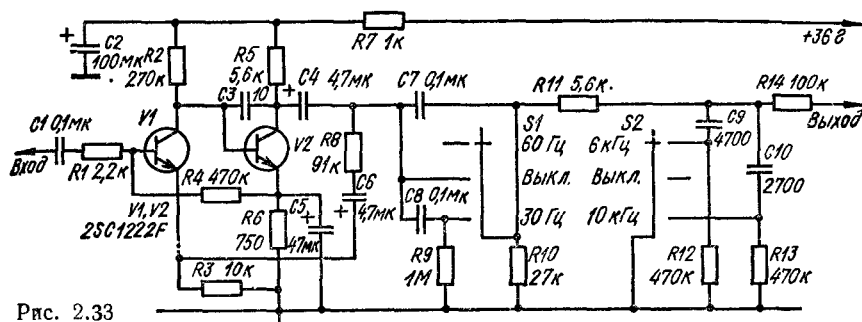 C2
100мк
R2
270к
R5
5,6к
R7 1к
+36 В
C3
10
C4
4,7мк
C7
0,1мк
R11 5,6к
R14 100к
C1 0,1мк
Вход
R1 2,2к
V1
V2
R8
91к
S1
60 Гц
Выкл.
30 Гц
S2
6 кГц
Выкл.
10 кГц
C9
4700
Выход
C10
2700
R4 470к
V1, V2
2SC1222F
C5
47мк
C6
4,7мк
R6
750
C8 0,1мк
R3 10к
R9
1М
R10
27к
R12
470к
R13
470к
Рис. 2.33